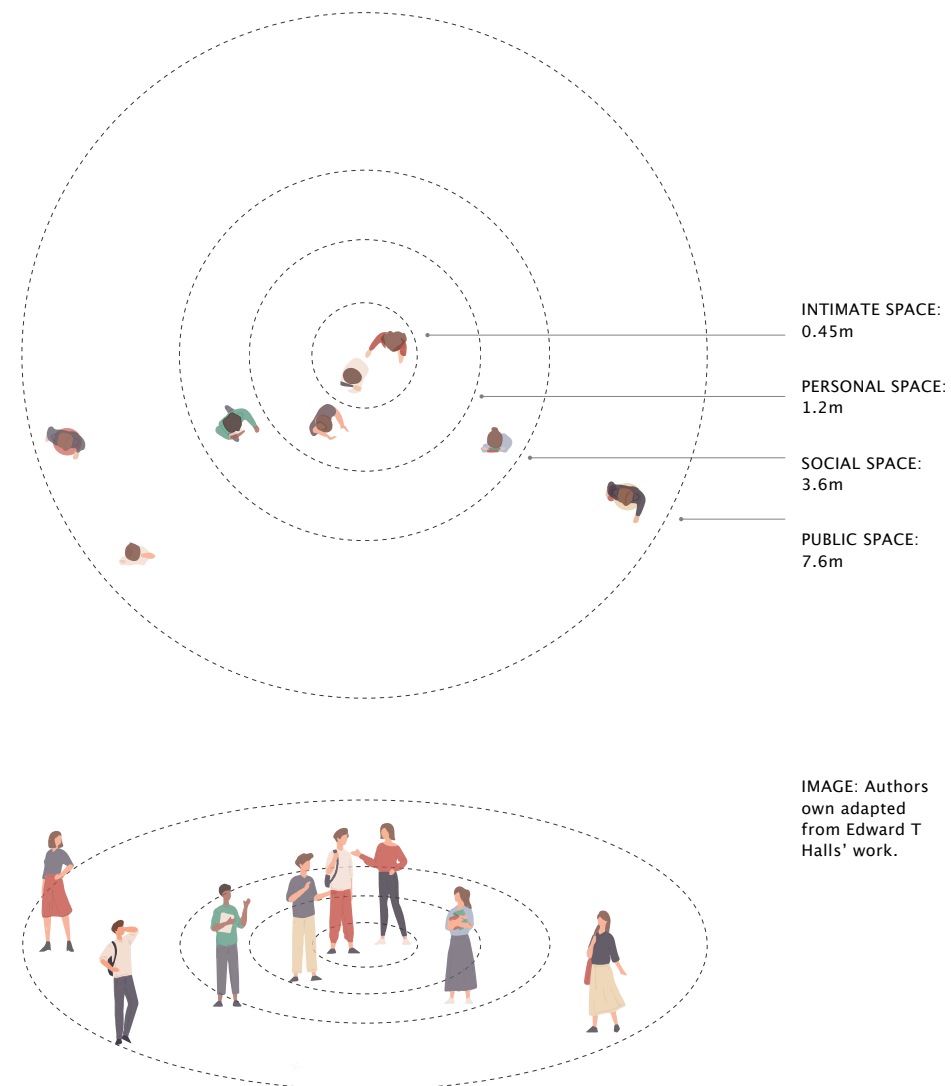 INTIMATE SPACE:
0.45m
PERSONAL SPACE:
1.2m
SOCIAL SPACE:
3.6m
PUBLIC SPACE:
7.6m
IMAGE: Authors
own adapted
from Edward T
Halls’ work.